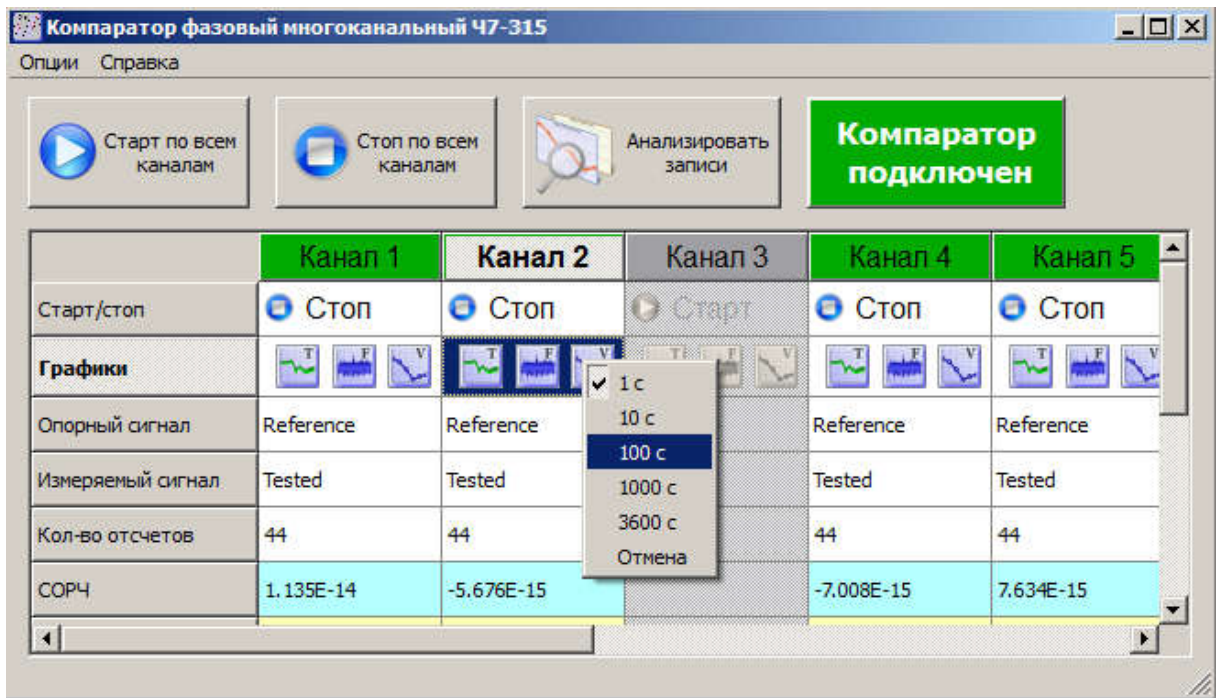 Компаратор фазовый многоканальный Ч7-315
Опции Справка
Старт по всем каналам
Стоп по всем каналам
Анализировать записи
Компаратор подключен
Канал 1 Канал 2 Канал 3 Канал 4 Канал 5
Старт/стоп Стоп Стоп Старт Стоп Стоп
Графики T F V T F V T F V T F V T F V
Опорный сигнал Reference Reference Reference Reference
Измеряемый сигнал Tested Tested Tested Tested
Кол-во отсчетов 44 44 44 44
СОРЧ 1.135E-14 -5.676E-15 -7.008E-15 7.634E-15
1 с
10 с
100 с
1000 с
3600 с
Отмена